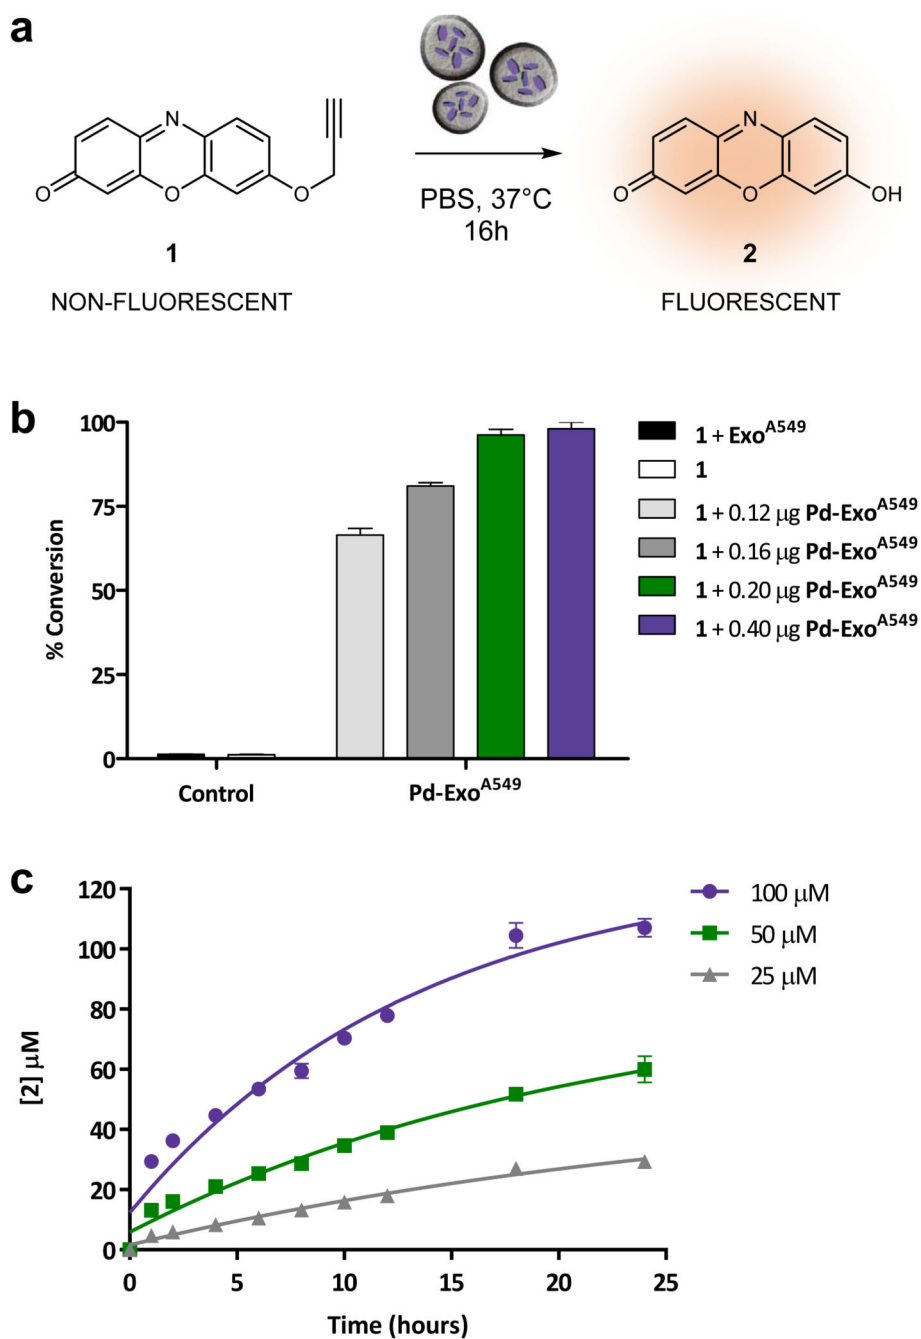 a
N
O
O
O
1
NON-FLUORESCENT
PBS, 37°C
16h
N
O
O
OH
2
FLUORESCENT
b
% Conversion
100
75
50
25
0
Control
Pd-Exo^A549
1 + Exo^A549
1
1 + 0.12 μg Pd-Exo^A549
1 + 0.16 μg Pd-Exo^A549
1 + 0.20 μg Pd-Exo^A549
1 + 0.40 μg Pd-Exo^A549
c
[2] μM
120
100
80
60
40
20
0
0 5 10 15 20 25
Time (hours)
100 μM
50 μM
25 μM